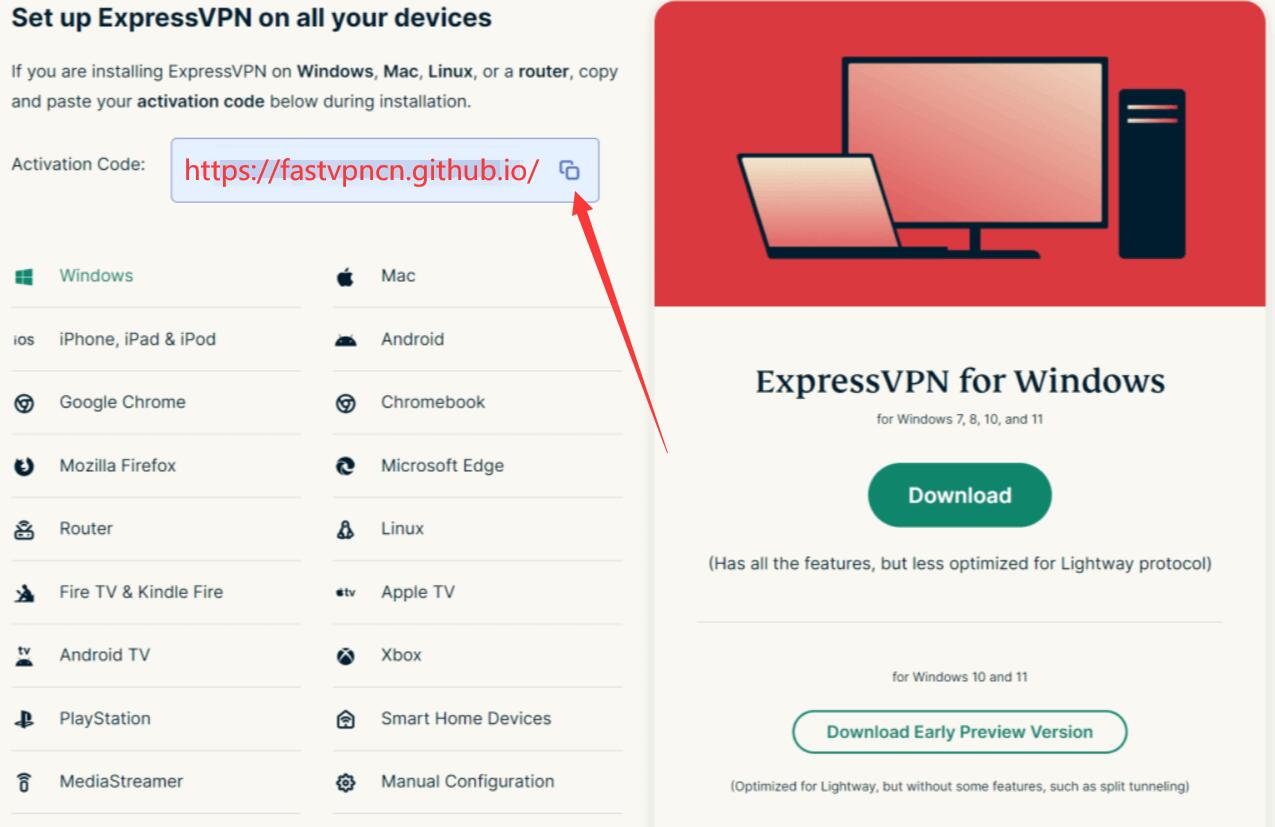 Set up ExpressVPN on all your devices
If you are installing ExpressVPN on Windows, Mac, Linux, or a router, copy
and paste your activation code below during installation.
Activation Code:
https://fastvpncn.github.io/
Windows
Mac
iOS
iPhone, iPad & iPod
Android
Google Chrome
Chromebook
Mozilla Firefox
Microsoft Edge
Router
Linux
Fire TV & Kindle Fire
tv
Apple TV
tv
Android TV
Xbox
PlayStation
Smart Home Devices
MediaStreamer
Manual Configuration
ExpressVPN for Windows
for Windows 7, 8, 10, and 11
Download
(Has all the features, but less optimized for Lightway protocol)
for Windows 10 and 11
Download Early Preview Version
(Optimized for Lightway, but without some features, such as split tunneling)